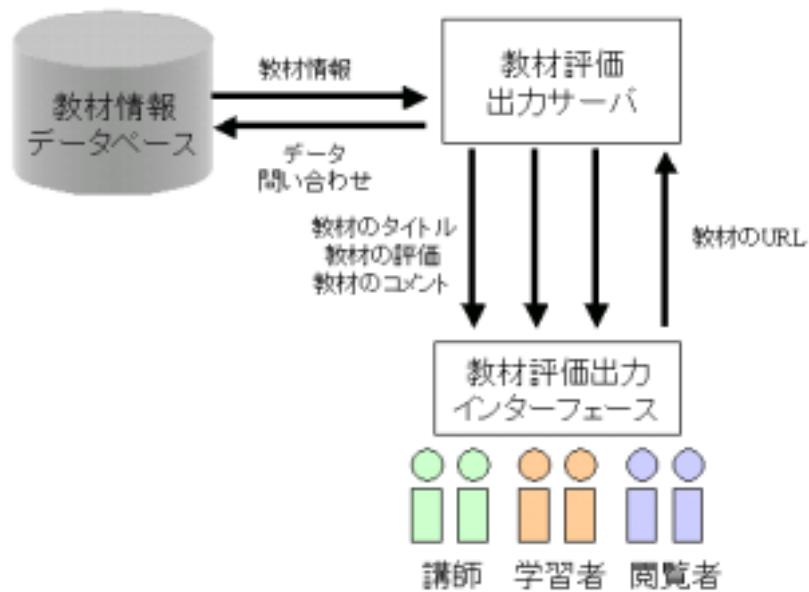 教材情報
データベース
教材情報
データ
問い合わせ
教材評価
出力サーバ
教材のタイトル
教材の評価
教材のコメント
教材のURL
教材評価出力
インターフェース
講師
学習者
閲覧者